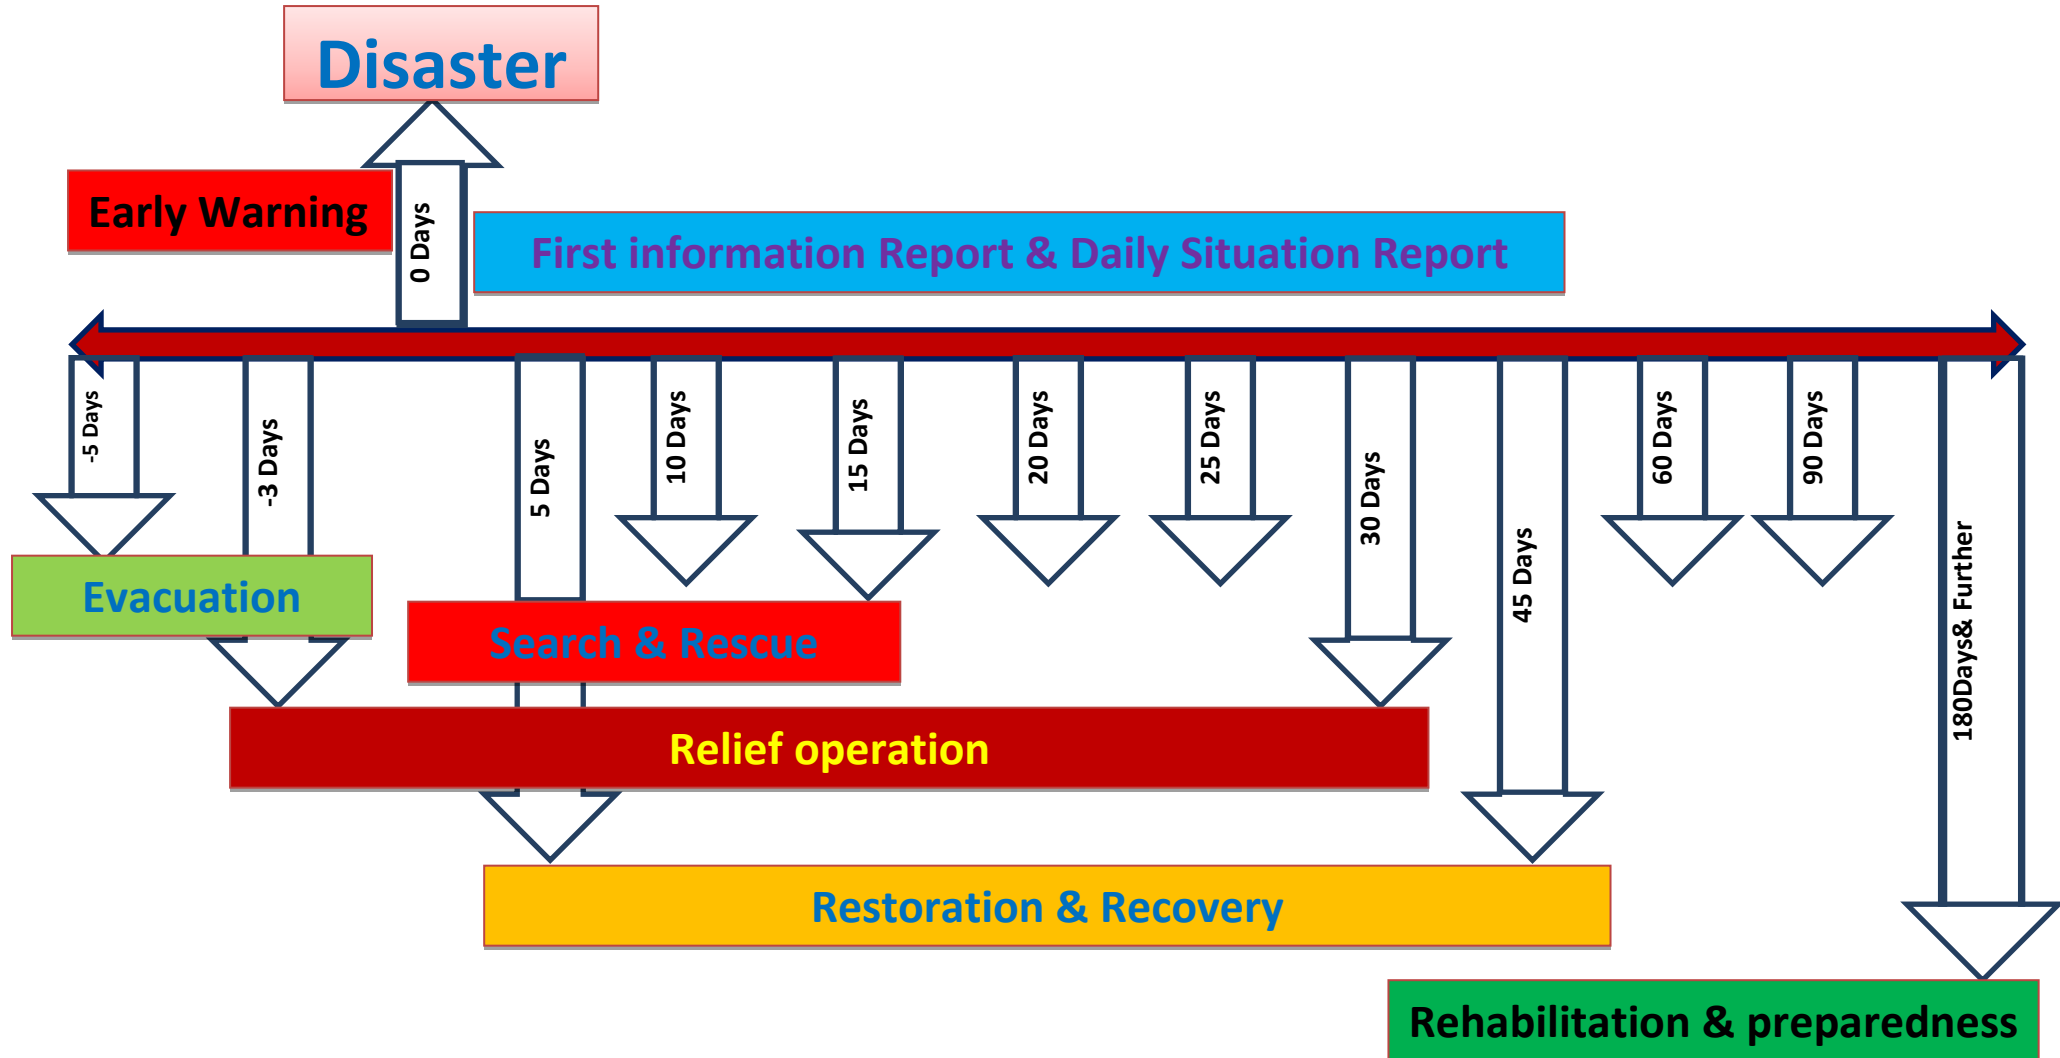 Disaster
Early Warning
0 Days
First information Report & Daily Situation Report
-5 Days
-3 Days
5 Days
10 Days
15 Days
20 Days
25 Days
30 Days
45 Days
60 Days
90 Days
180Days& Further
Evacuation
Search & Rescue
Relief operation
Restoration & Recovery
Rehabilitation & preparedness